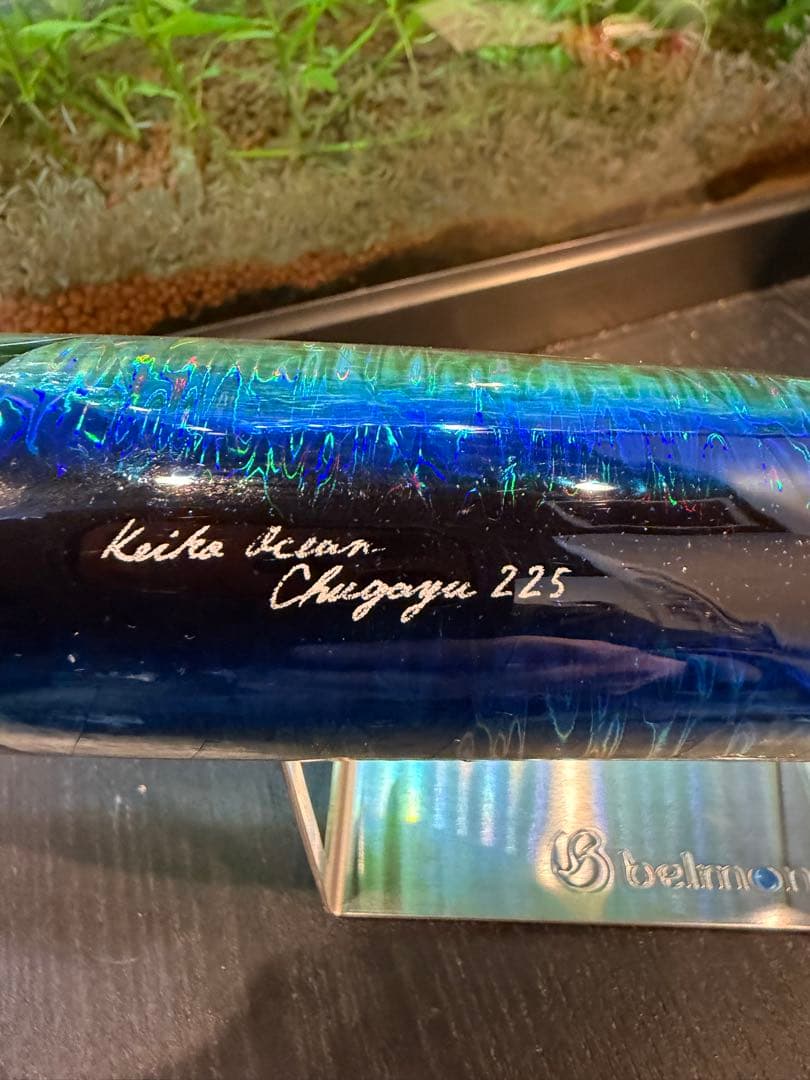 Keiko Ocean
Chugayu 225
belmon